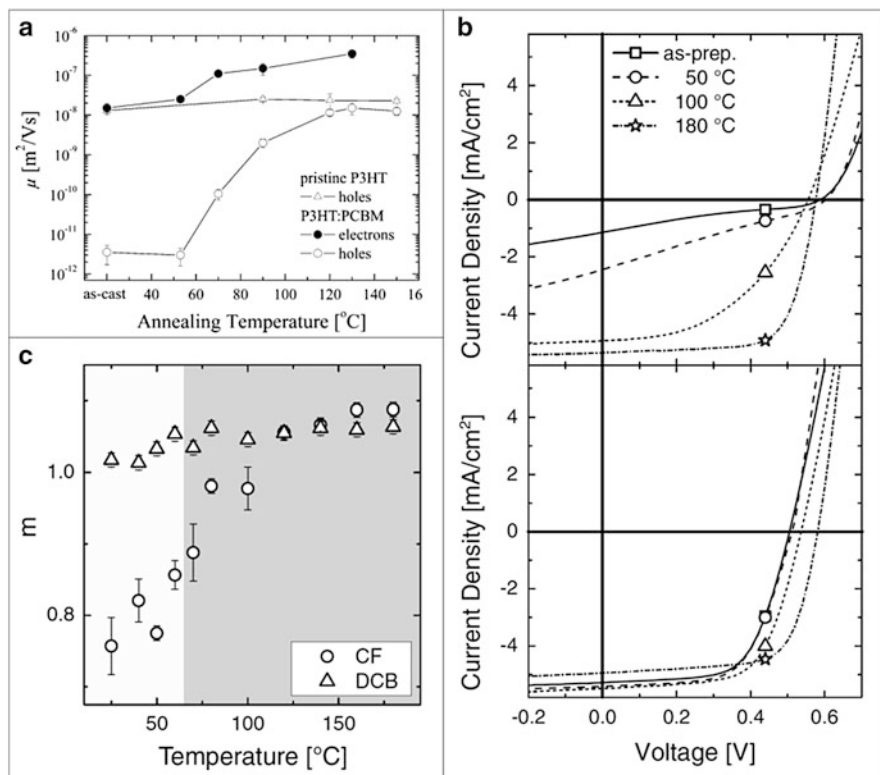 a
10⁻⁶
10⁻⁷
10⁻⁸
10⁻⁹
10⁻¹⁰
10⁻¹¹
10⁻¹²
μ [m²/Vs]
pristine P3HT
holes
P3HT:PCBM
electrons
holes
as-cast 40 60 80 100 120 140 16
Annealing Temperature [°C]
b
as-prep.
50 °C
100 °C
180 °C
4
2
0
-2
-4
Current Density [mA/cm²]
4
2
0
-2
-4
Current Density [mA/cm²]
-0.2 0.0 0.2 0.4 0.6
Voltage [V]
c
1.0
0.8
m
CF
DCB
50 100 150
Temperature [°C]